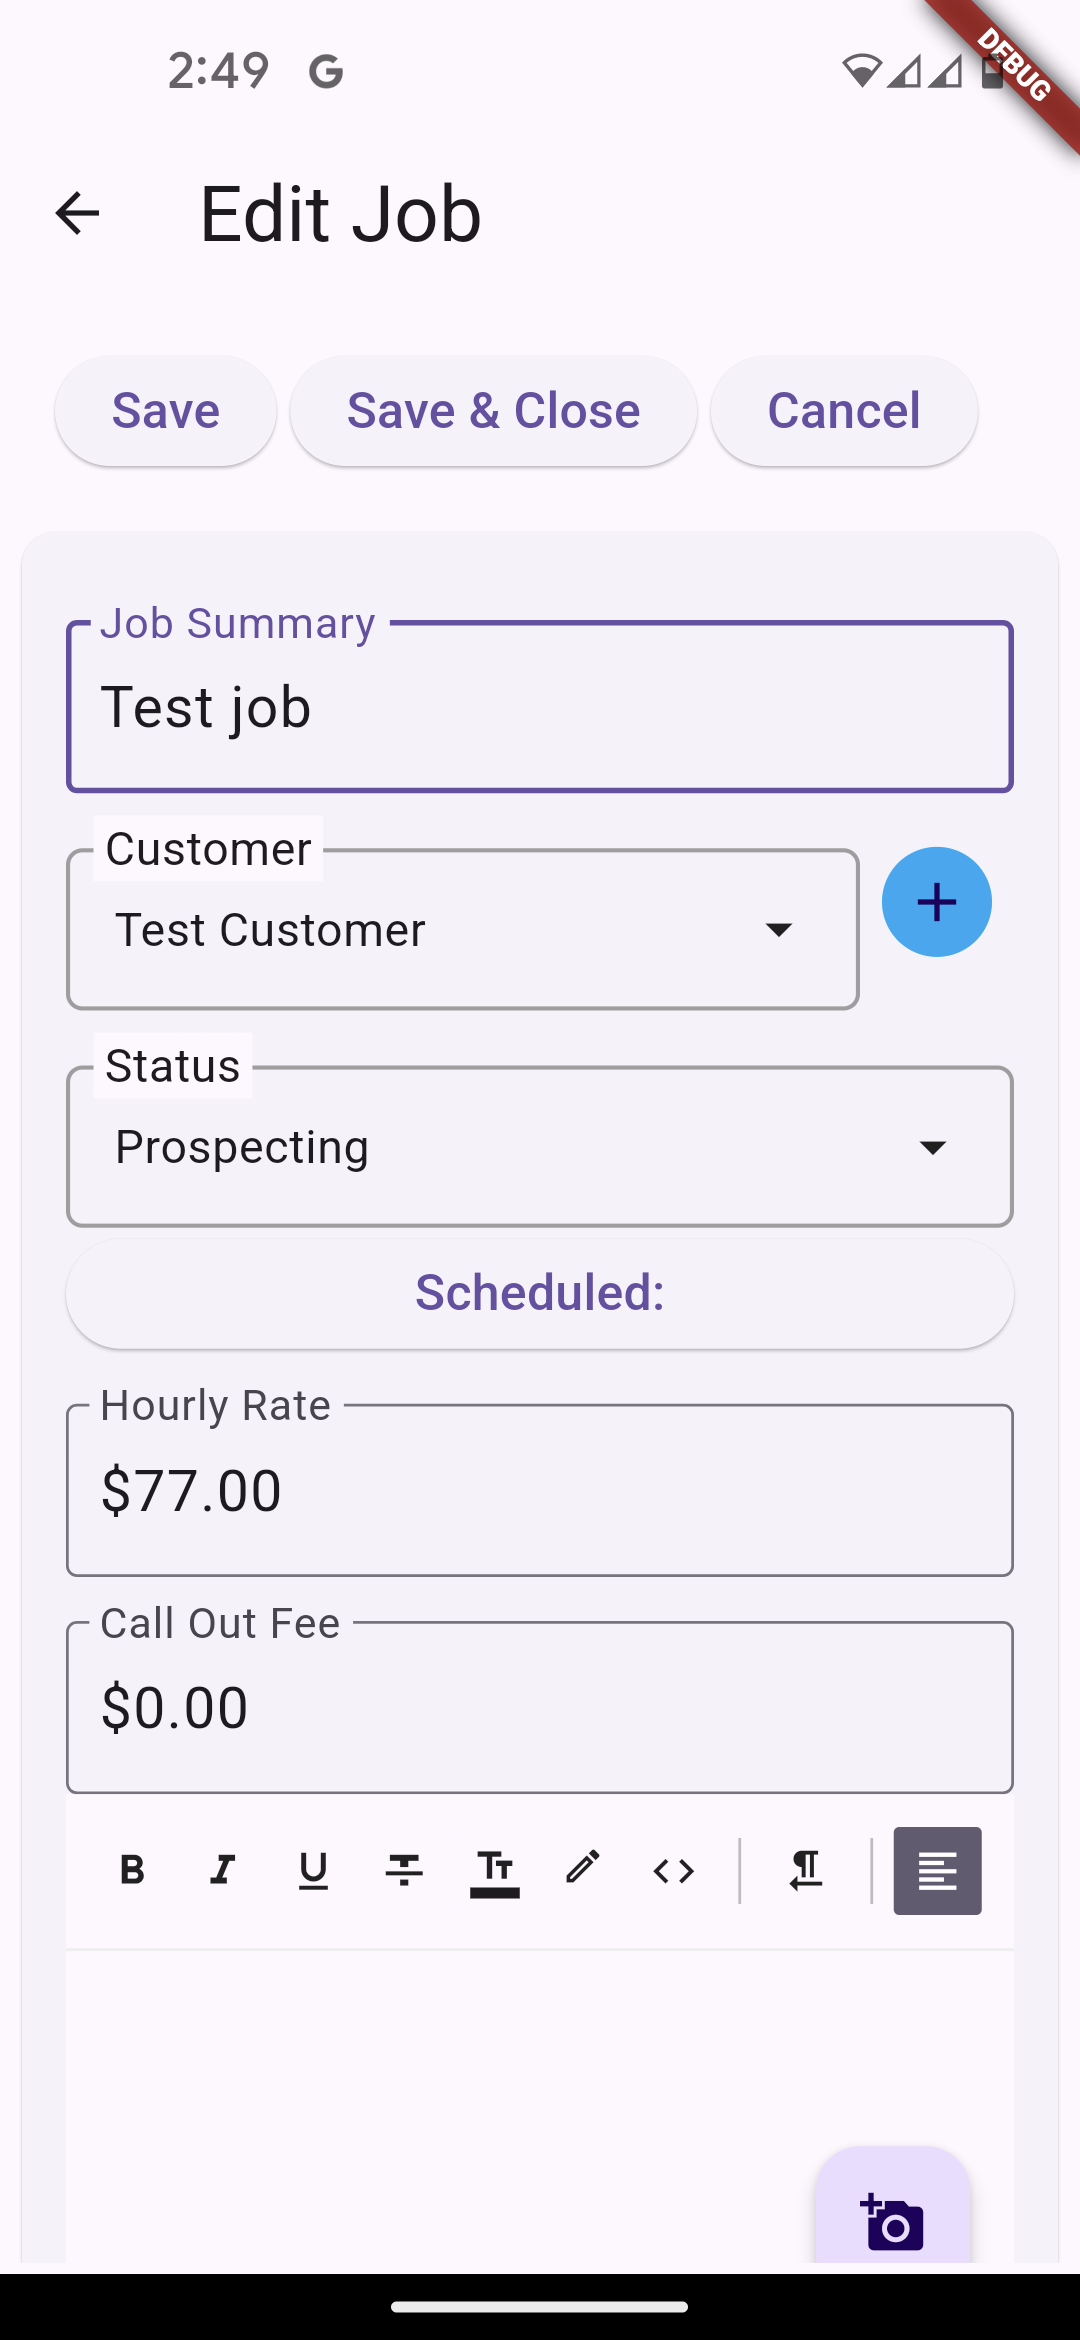 2:49 G
DEBUG
Edit Job
Save Save & Close Cancel
Job Summary
Test job
Customer
Test Customer
Status
Prospecting
Scheduled:
Hourly Rate
$77.00
Call Out Fee
$0.00
B I U T Tт <> ¶